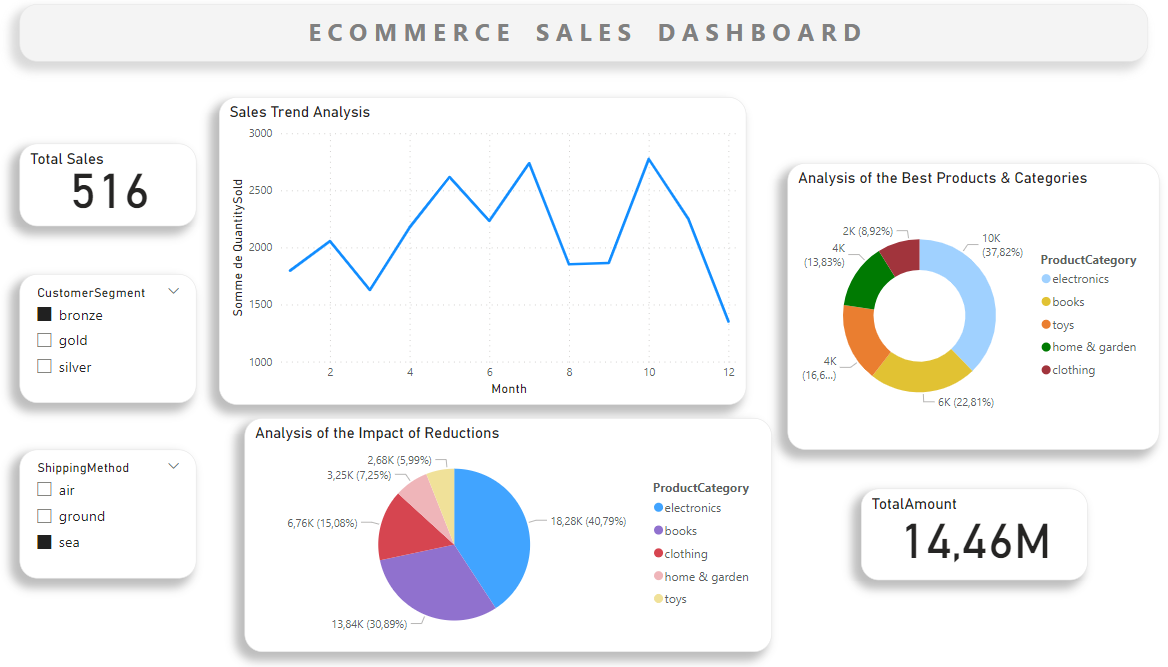 ECOMMERCE SALES DASHBOARD
Total Sales
516
CustomerSegment
bronze
gold
silver
ShippingMethod
air
ground
sea
Sales Trend Analysis
Somme de QuantitySold
3000
2500
2000
1500
1000
2 4 6 8 10 12
Month
Analysis of the Impact of Reductions
2,68K (5,99%)
3,25K (7,25%)
6,76K (15,08%)
18,28K (40,79%)
13,84K (30,89%)
ProductCategory
electronics
books
clothing
home & garden
toys
Analysis of the Best Products & Categories
2K (8,92%)
4K
(13,83%)
10K
(37,82%)
4K
(16,6...)
6K (22,81%)
ProductCategory
electronics
books
toys
home & garden
clothing
TotalAmount
14,46M